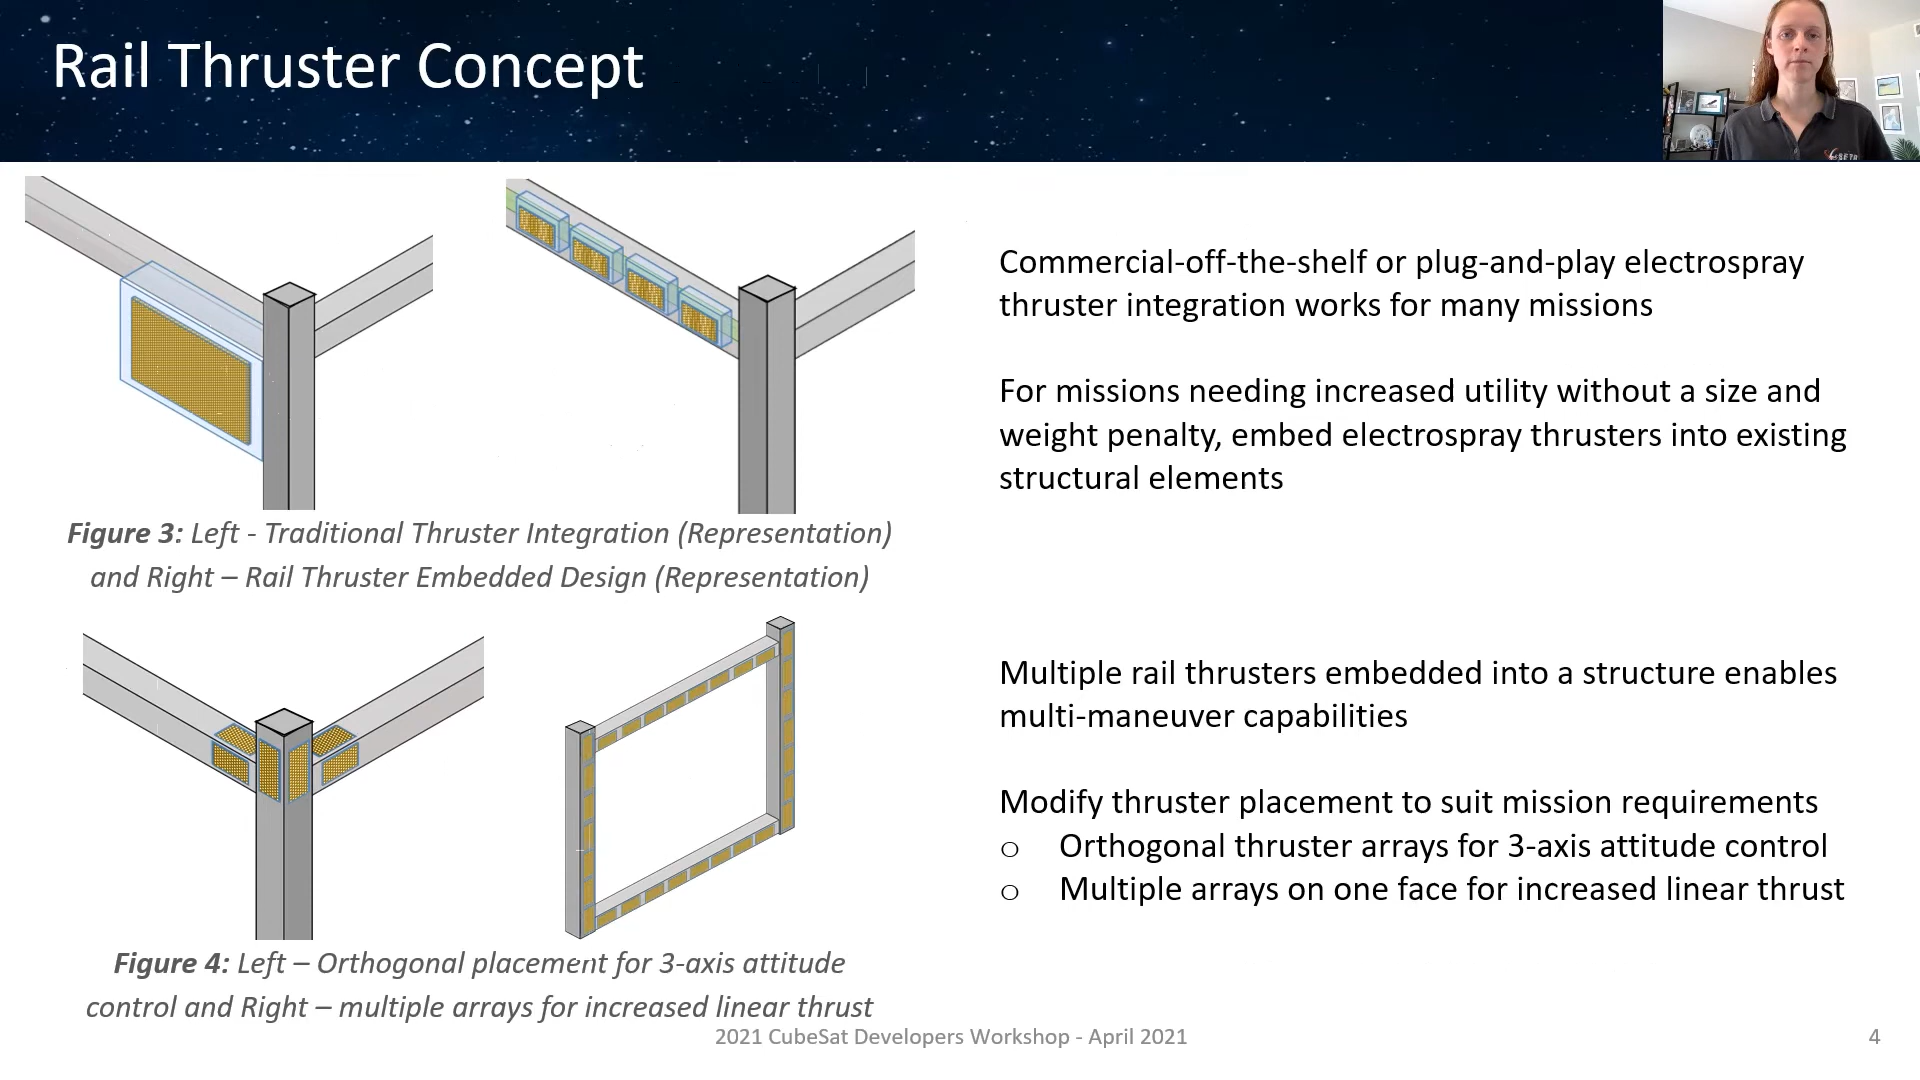 Rail Thruster Concept
Commercial-off-the-shelf or plug-and-play electrospray
thruster integration works for many missions
For missions needing increased utility without a size and
weight penalty, embed electrospray thrusters into existing
structural elements
Figure 3: Left - Traditional Thruster Integration (Representation)
and Right – Rail Thruster Embedded Design (Representation)
Multiple rail thrusters embedded into a structure enables
multi-maneuver capabilities
Modify thruster placement to suit mission requirements
o Orthogonal thruster arrays for 3-axis attitude control
o Multiple arrays on one face for increased linear thrust
Figure 4: Left – Orthogonal placement for 3-axis attitude
control and Right – multiple arrays for increased linear thrust
2021 CubeSat Developers Workshop - April 2021
4